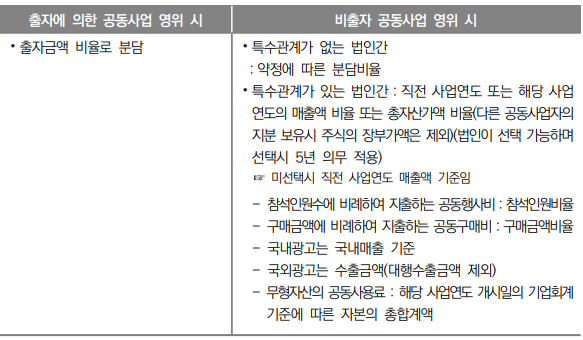 출자에 의한 공동사업 영위 시
비출자 공동사업 영위 시
• 출자금액 비율로 분담
• 특수관계가 없는 법인간
: 약정에 따른 분담비율
• 특수관계가 있는 법인간 : 직전 사업연도 또는 해당 사업
연도의 매출액 비율 또는 총자산가액 비율(다른 공동사업자의
지분 보유시 주식의 장부가액은 제외)(법인이 선택 가능하며
선택시 5년 의무 적용)
☞ 미선택시 직전 사업연도 매출액 기준임
- 참석인원수에 비례하여 지출하는 공동행사비 : 참석인원비율
- 구매금액에 비례하여 지출하는 공동구매비 : 구매금액비율
- 국내광고는 국내매출 기준
- 국외광고는 수출금액(대행수출금액 제외)
- 무형자산의 공동사용료 : 해당 사업연도 개시일의 기업회계
기준에 따른 자본의 총합계액